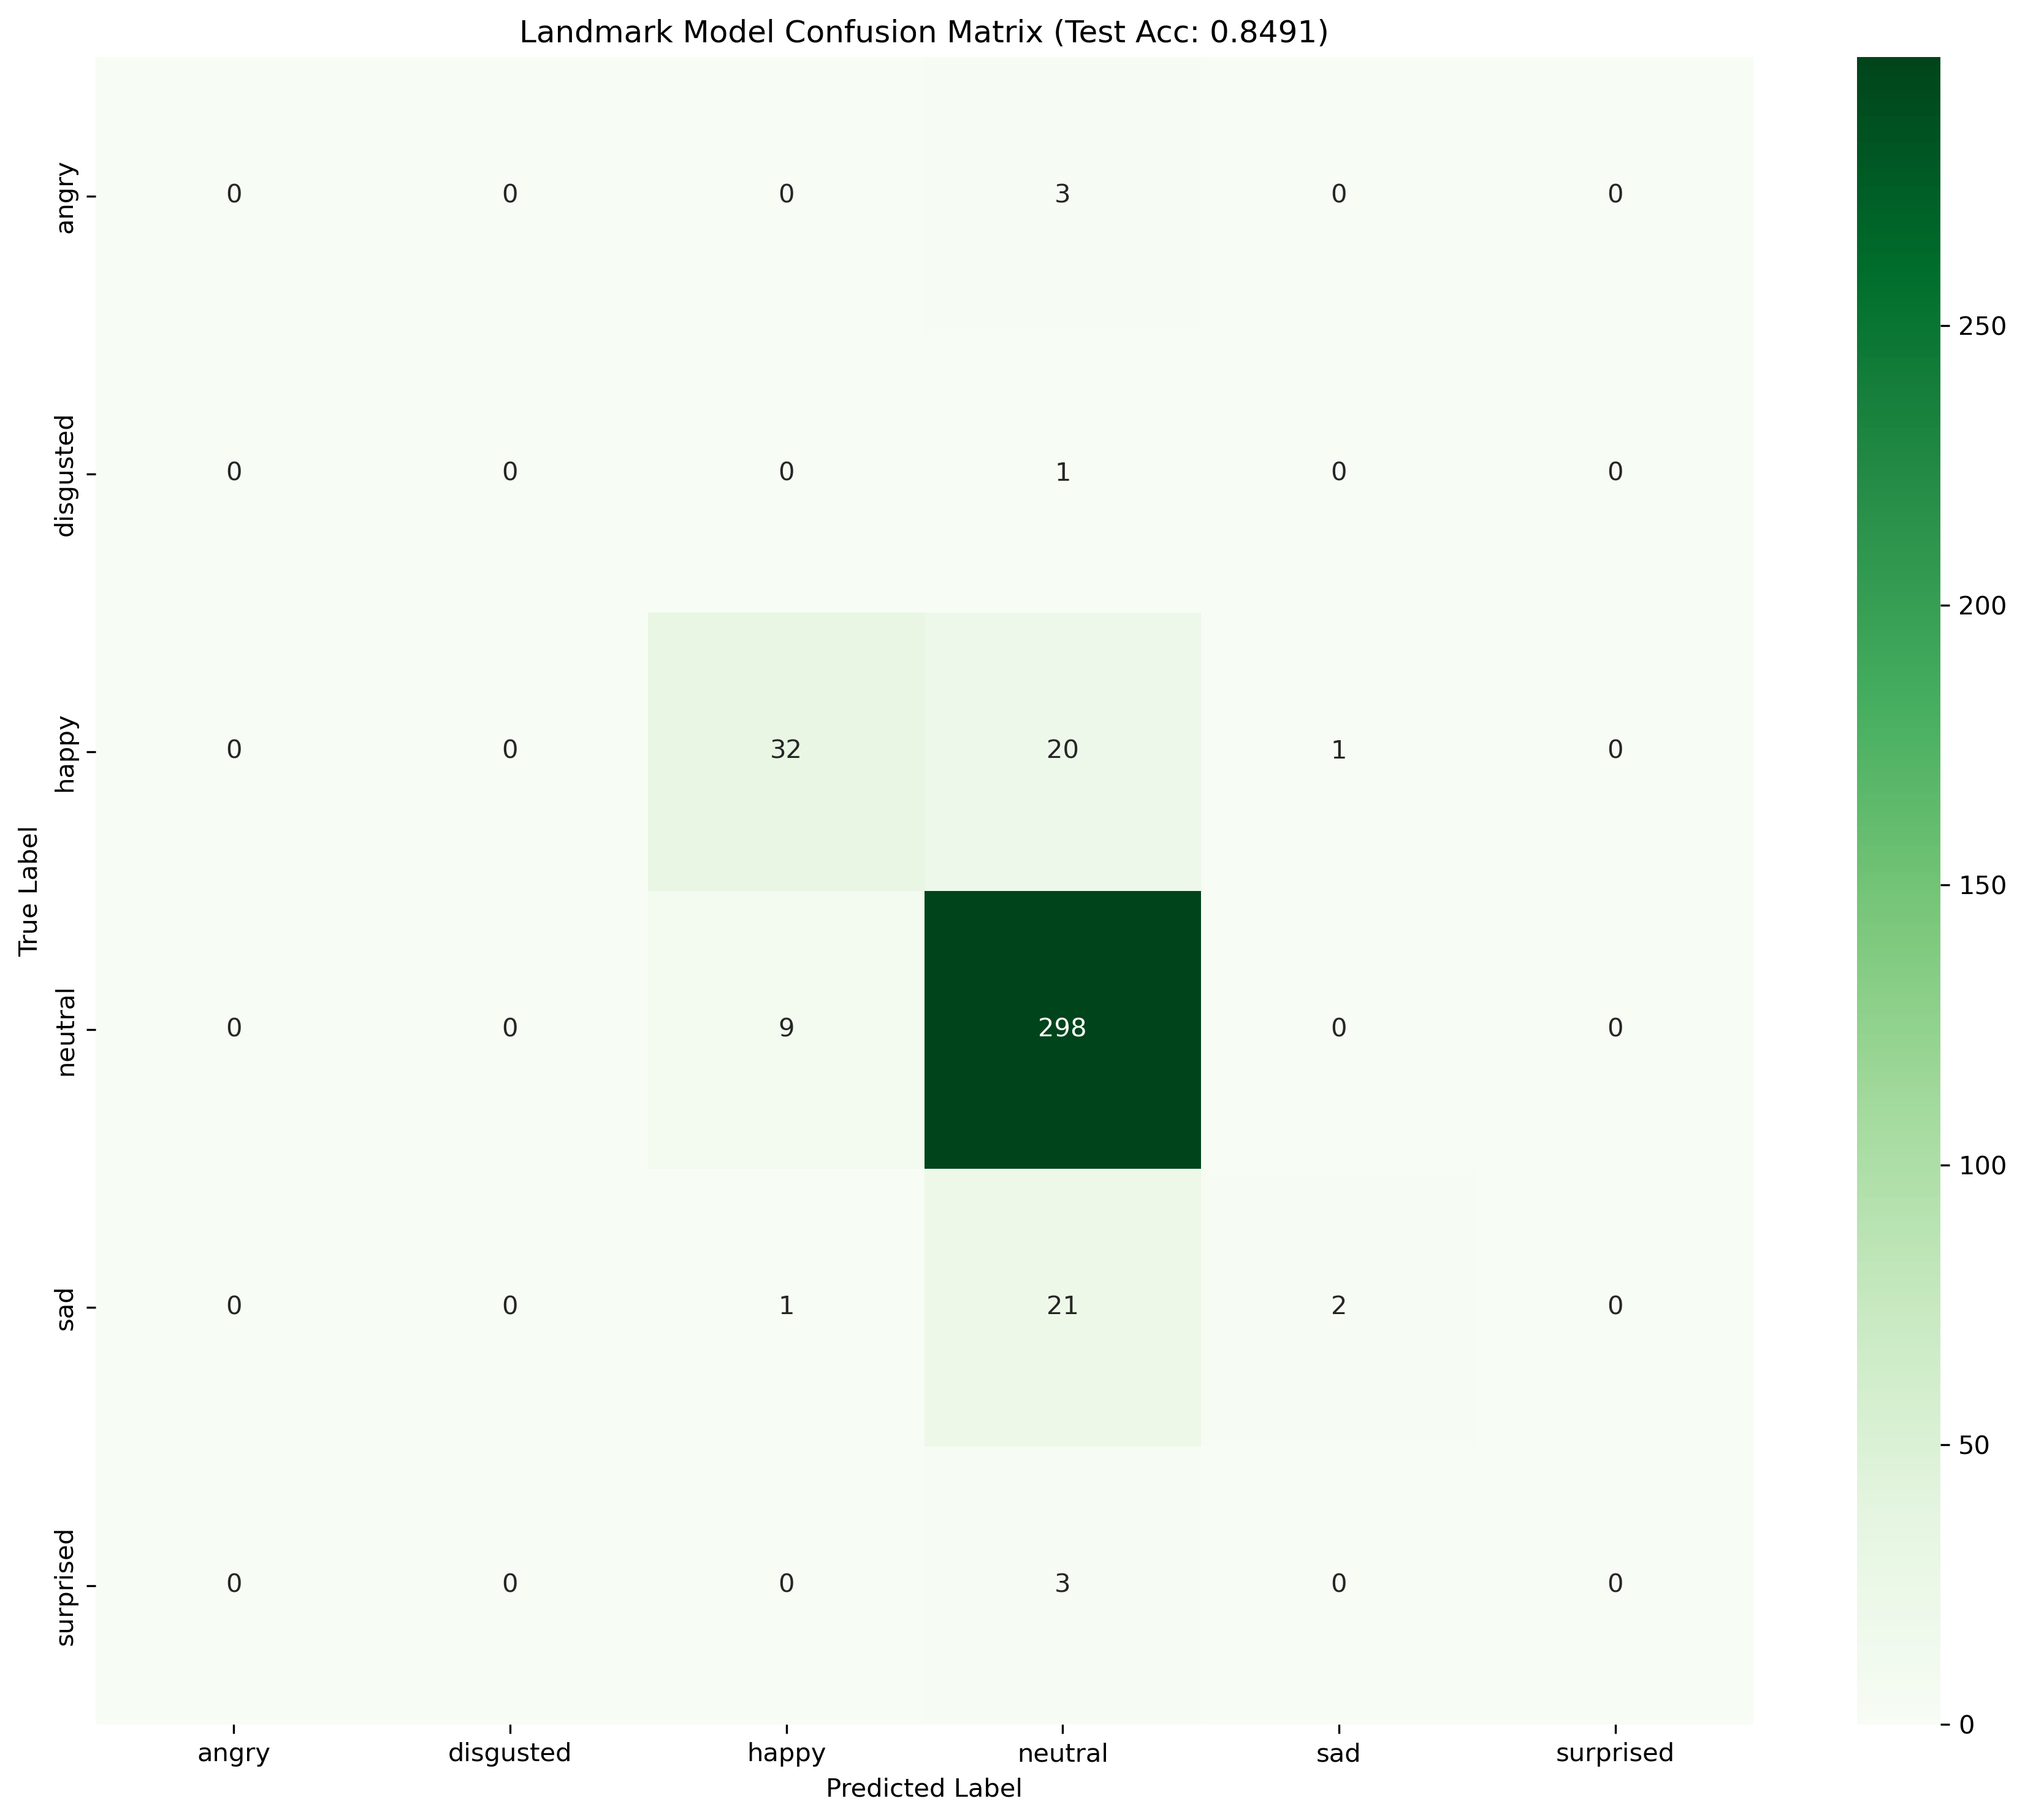 Landmark Model Confusion Matrix (Test Acc: 0.8491)
angry 0 0 0 3 0 0
disgusted 0 0 0 1 0 0
happy 0 0 32 20 1 0
neutral 0 0 9 298 0 0
sad 0 0 1 21 2 0
surprised 0 0 0 3 0 0
True Label
angry disgusted happy neutral sad surprised
Predicted Label
250
200
150
100
50
0